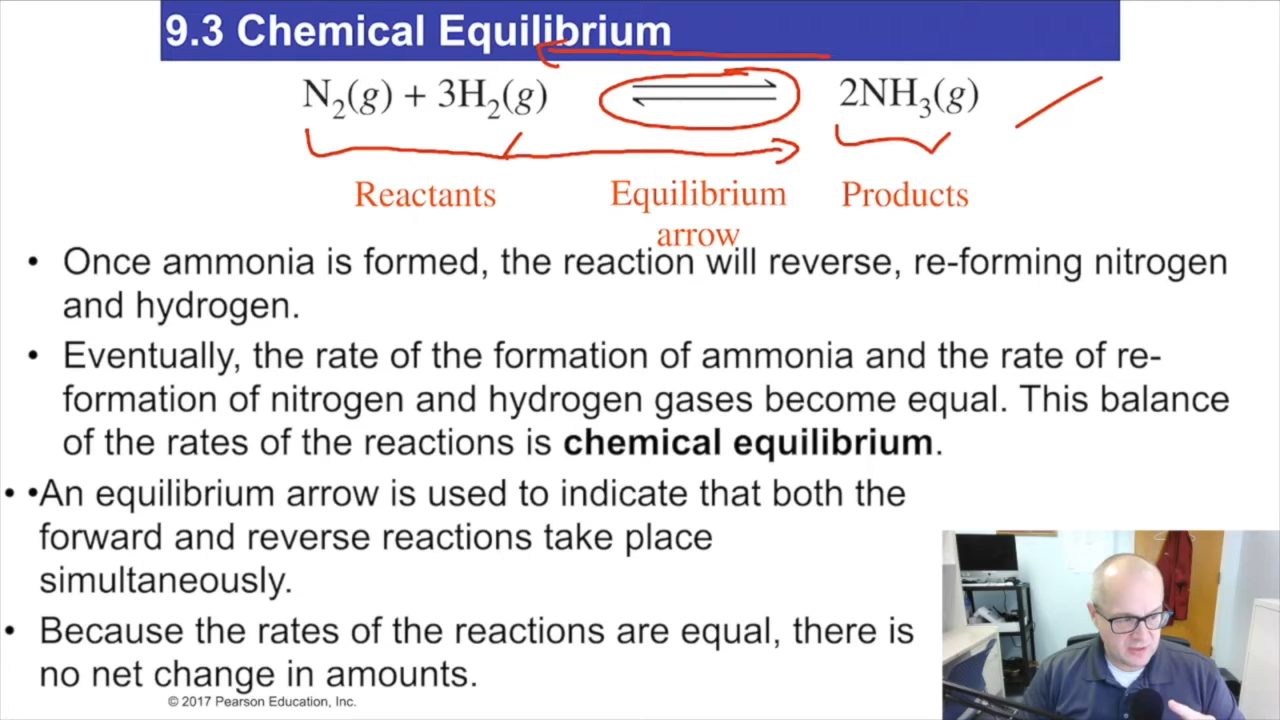 9.3 Chemical Equilibrium
N₂(g) + 3H₂(g) ⇌ 2NH₃(g)
Reactants Equilibrium arrow Products
• Once ammonia is formed, the reaction will reverse, re-forming nitrogen
and hydrogen.
• Eventually, the rate of the formation of ammonia and the rate of re-
formation of nitrogen and hydrogen gases become equal. This balance
of the rates of the reactions is chemical equilibrium.
• •An equilibrium arrow is used to indicate that both the
forward and reverse reactions take place
simultaneously.
• Because the rates of the reactions are equal, there is
no net change in amounts.
© 2017 Pearson Education, Inc.